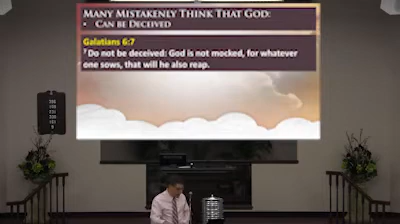 MANY MISTAKENLY THINK THAT GOD:
• CAN BE DECEIVED
Galatians 6:7
7 Do not be deceived: God is not mocked, for whatever
one sows, that will he also reap.